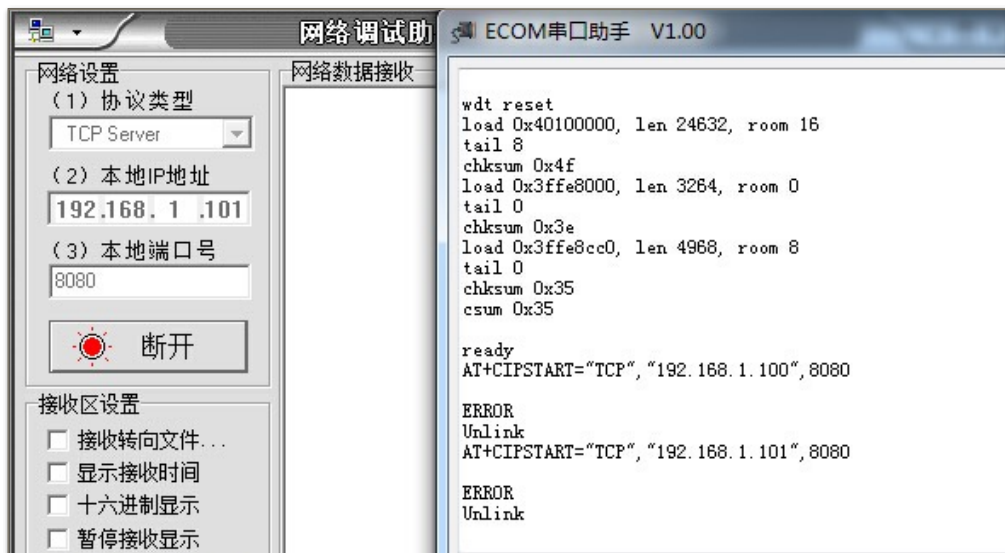 网络调试助
网络设置
(1) 协议类型
TCP Server
(2) 本地IP地址
192.168. 1 .101
(3) 本地端口号
8080
断开
接收区设置
接收转向文件...
显示接收时间
十六进制显示
暂停接收显示
网络数据接收
ECOM串口助手 V1.00
wdt reset
load 0x40100000, len 24632, room 16
tail 8
chksum 0x4f
load 0x3ffe8000, len 3264, room 0
tail 0
chksum 0x3e
load 0x3ffe8cc0, len 4968, room 8
tail 0
chksum 0x35
csum 0x35
ready
AT+CIPSTART="TCP","192.168.1.100",8080
ERROR
Unlink
AT+CIPSTART="TCP","192.168.1.101",8080
ERROR
Unlink